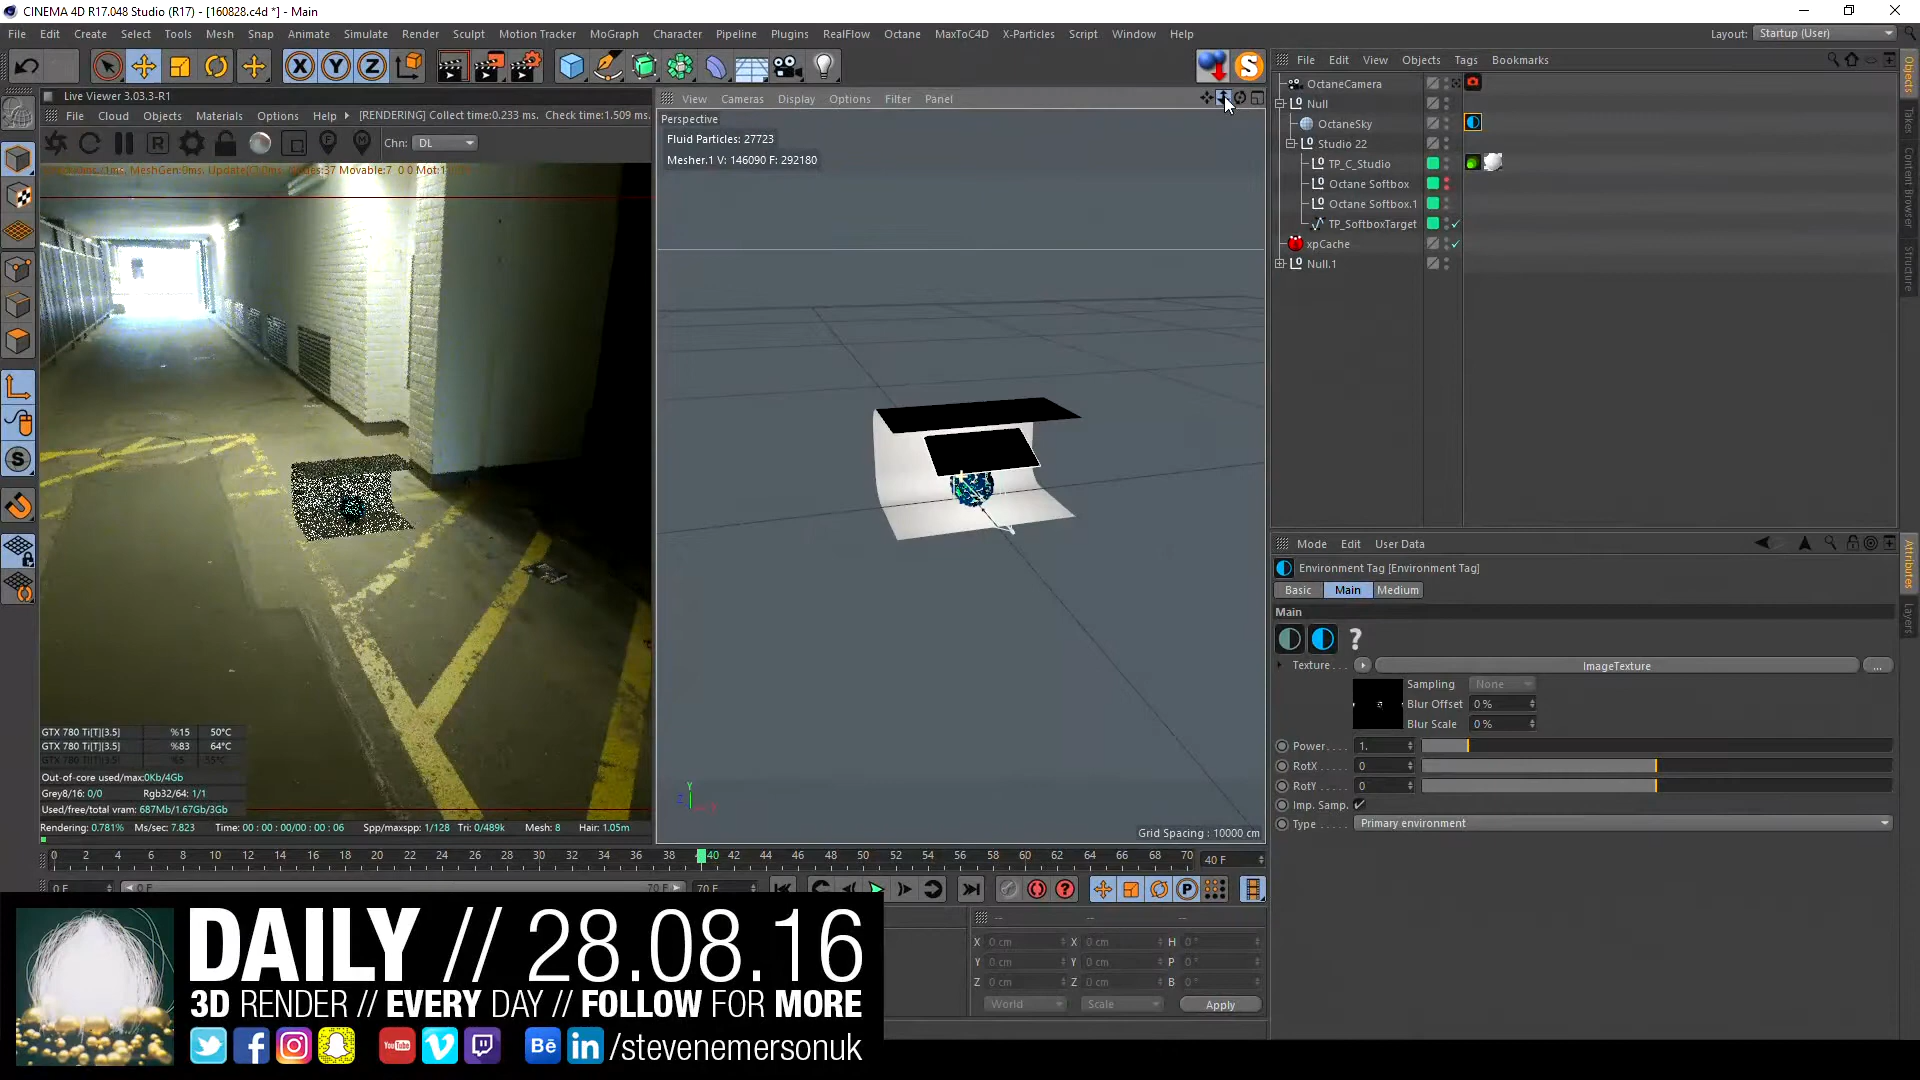 CINEMA 4D R17.048 Studio (R17) - [160828.c4d *] - Main
File Edit Create Select Tools Mesh Snap Animate Simulate Render Sculpt Motion Tracker MoGraph Character Pipeline Plugins RealFlow Octane MaxToC4D X-Particles Script Window Help
Layout: Startup (User)
Live Viewer 3.03.3-R1
File Cloud Objects Materials Options Help [RENDERING] Collect time:0.233 ms. Check time:1.509 ms.
Chn: DL
View Cameras Display Options Filter Panel
Perspective
Fluid Particles: 27723
Mesher.1 V: 146090 F: 292180
GTX 780 Ti[T][3.5] %15 50°C
GTX 780 Ti[T][3.5] %83 64°C
Out-of-core used/max:0Kb/4Gb
Grey8/16: 0/0 Rgb32/64: 1/1
Used/free/total vram: 687Mb/1.67Gb/3Gb
Rendering: 0.781% Ms/sec: 7.823 Time: 00 : 00 : 00/00 : 00 : 06 Spp/maxspp: 1/128 Tri: 0/489k Mesh: 8 Hair: 1.05m
Y
Grid Spacing : 10000 cm
0 2 4 6 8 10 12 14 16 18 20 22 24 26 28 30 32 34 36 38 40 42 44 46 48 50 52 54 56 58 60 62 64 66 68 70 40 F
0 F 0 F 70 F 70 F
X 0 cm X 0 cm H 0 °
Y 0 cm Y 0 cm P 0 °
Z 0 cm Z 0 cm B 0 °
World Scale Apply
File Edit View Objects Tags Bookmarks
OctaneCamera
Null
OctaneSky
Studio 22
TP_C_Studio
Octane Softbox
Octane Softbox.1
TP_SoftboxTarget
xpCache
Null.1
Objects
Takes
Content Browser
Structure
Mode Edit User Data
Environment Tag [Environment Tag]
Basic Main Medium
Main
Texture ImageTexture ...
Sampling None
Blur Offset 0 %
Blur Scale 0 %
Power 1.
RotX 0
RotY 0
Imp. Samp.
Type Primary environment
Attributes
Layers
DAILY // 28.08.16
3D RENDER // EVERY DAY // FOLLOW FOR MORE
You Tube Bē in /stevenemersonuk